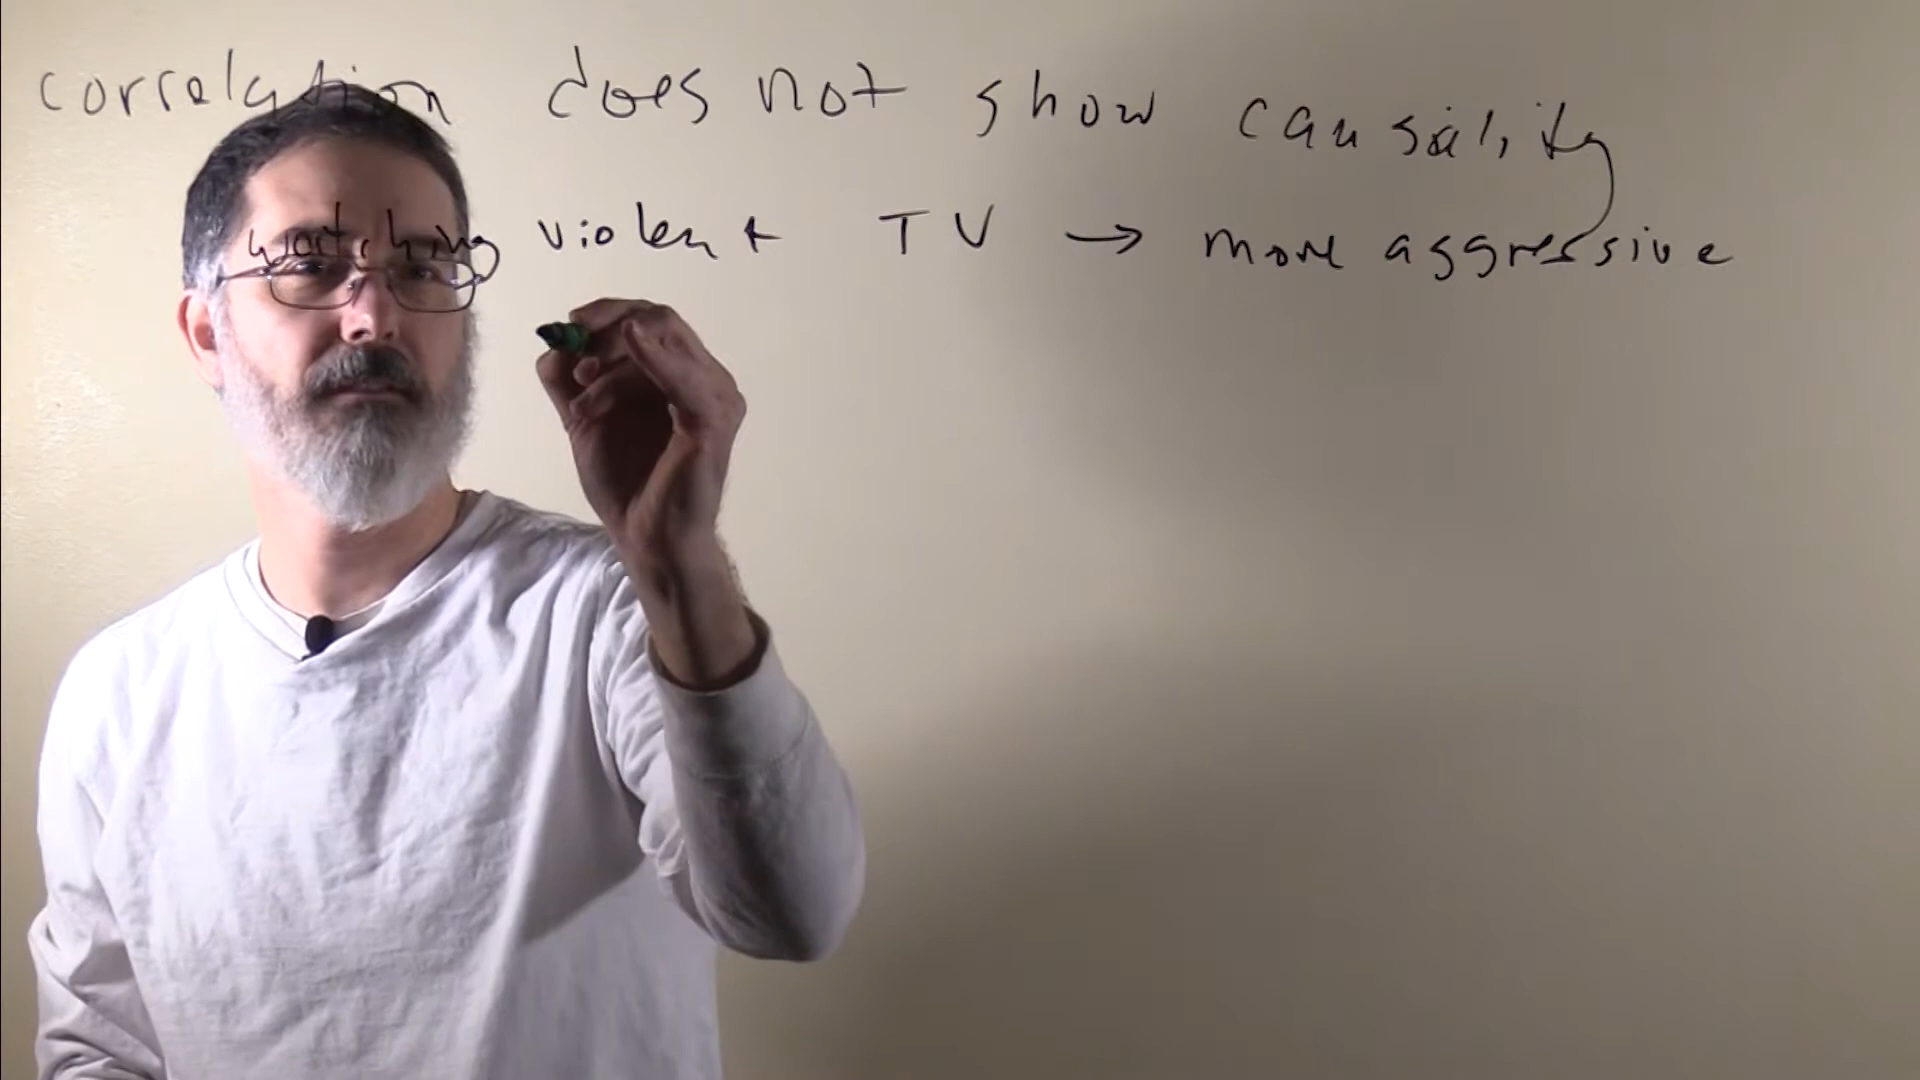 correlation does not show causality
watching violent TV → more aggressive